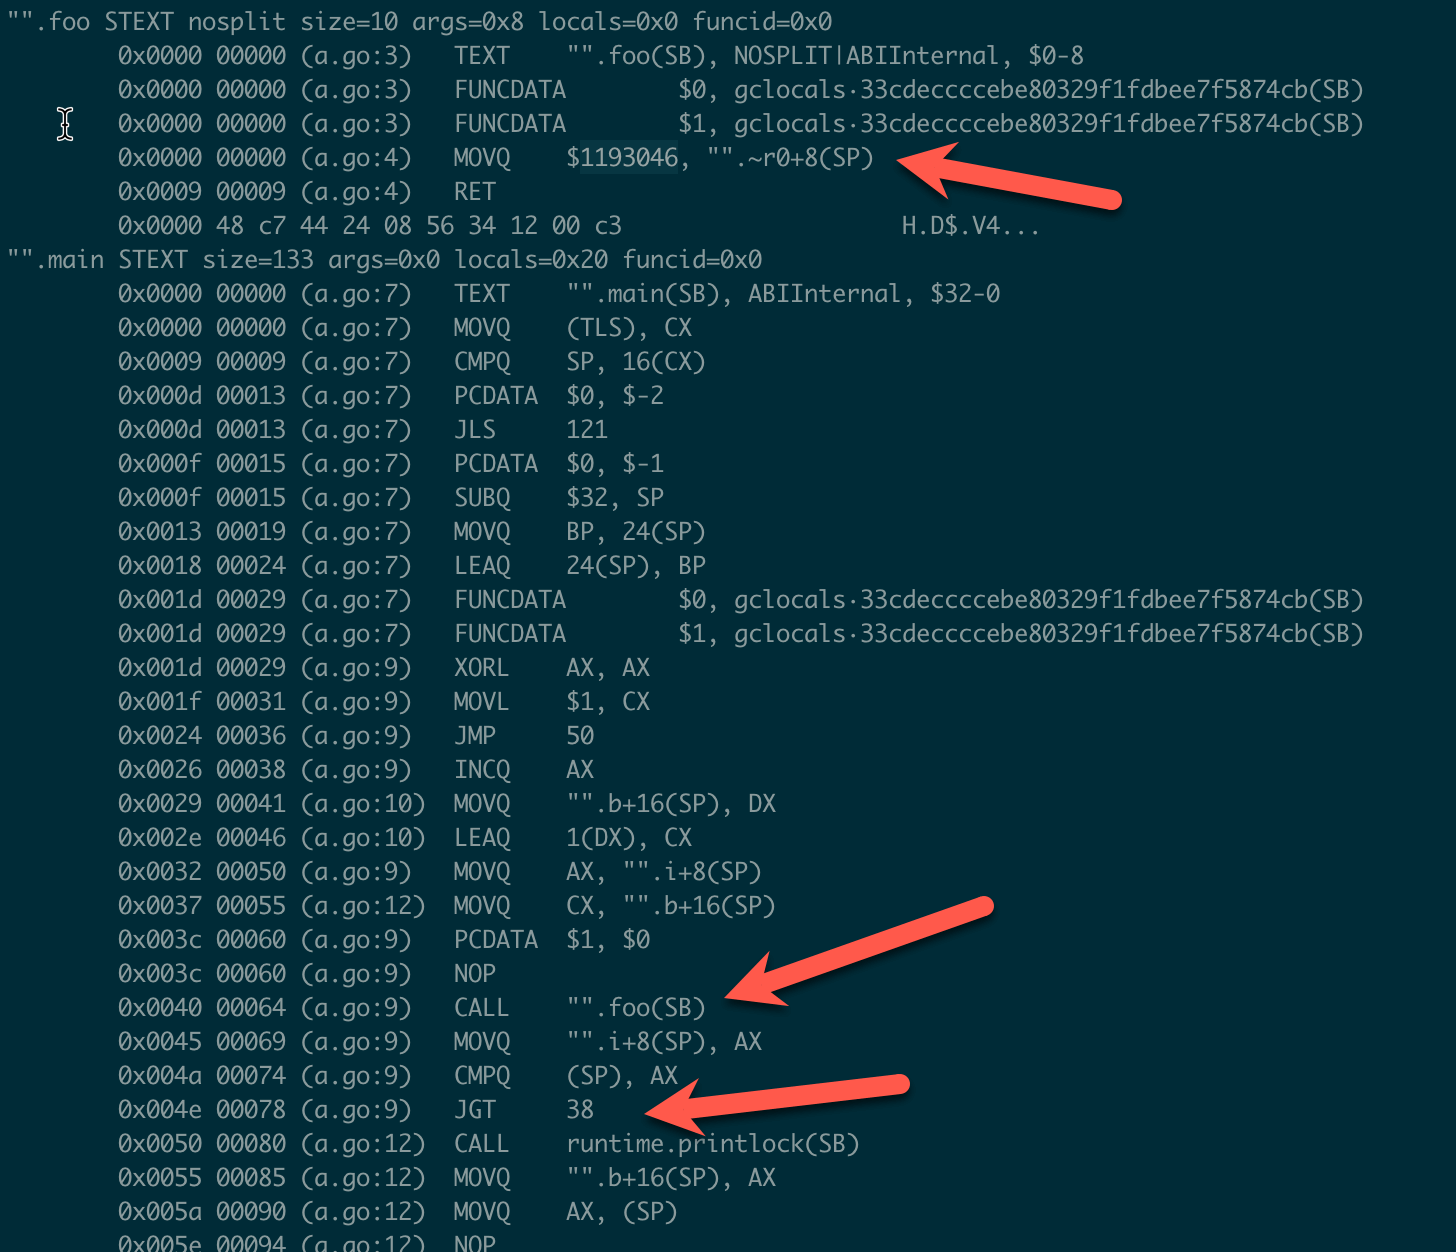 "".foo STEXT nosplit size=10 args=0x8 locals=0x0 funcid=0x0
0x0000 00000 (a.go:3) TEXT "".foo(SB), NOSPLIT|ABIInternal, $0-8
0x0000 00000 (a.go:3) FUNCDATA $0, gclocals·33cdeccccebe80329f1fdbee7f5874cb(SB)
0x0000 00000 (a.go:3) FUNCDATA $1, gclocals·33cdeccccebe80329f1fdbee7f5874cb(SB)
0x0000 00000 (a.go:4) MOVQ $1193046, "".~r0+8(SP)
0x0009 00009 (a.go:4) RET
0x0000 48 c7 44 24 08 56 34 12 00 c3 H.D$.V4...
"".main STEXT size=133 args=0x0 locals=0x20 funcid=0x0
0x0000 00000 (a.go:7) TEXT "".main(SB), ABIInternal, $32-0
0x0000 00000 (a.go:7) MOVQ (TLS), CX
0x0009 00009 (a.go:7) CMPQ SP, 16(CX)
0x000d 00013 (a.go:7) PCDATA $0, $-2
0x000d 00013 (a.go:7) JLS 121
0x000f 00015 (a.go:7) PCDATA $0, $-1
0x000f 00015 (a.go:7) SUBQ $32, SP
0x0013 00019 (a.go:7) MOVQ BP, 24(SP)
0x0018 00024 (a.go:7) LEAQ 24(SP), BP
0x001d 00029 (a.go:7) FUNCDATA $0, gclocals·33cdeccccebe80329f1fdbee7f5874cb(SB)
0x001d 00029 (a.go:7) FUNCDATA $1, gclocals·33cdeccccebe80329f1fdbee7f5874cb(SB)
0x001d 00029 (a.go:9) XORL AX, AX
0x001f 00031 (a.go:9) MOVL $1, CX
0x0024 00036 (a.go:9) JMP 50
0x0026 00038 (a.go:9) INCQ AX
0x0029 00041 (a.go:10) MOVQ "".b+16(SP), DX
0x002e 00046 (a.go:10) LEAQ 1(DX), CX
0x0032 00050 (a.go:9) MOVQ AX, "".i+8(SP)
0x0037 00055 (a.go:12) MOVQ CX, "".b+16(SP)
0x003c 00060 (a.go:9) PCDATA $1, $0
0x003c 00060 (a.go:9) NOP
0x0040 00064 (a.go:9) CALL "".foo(SB)
0x0045 00069 (a.go:9) MOVQ "".i+8(SP), AX
0x004a 00074 (a.go:9) CMPQ (SP), AX
0x004e 00078 (a.go:9) JGT 38
0x0050 00080 (a.go:12) CALL runtime.printlock(SB)
0x0055 00085 (a.go:12) MOVQ "".b+16(SP), AX
0x005a 00090 (a.go:12) MOVQ AX, (SP)
0x005e 00094 (a.go:12) NOP